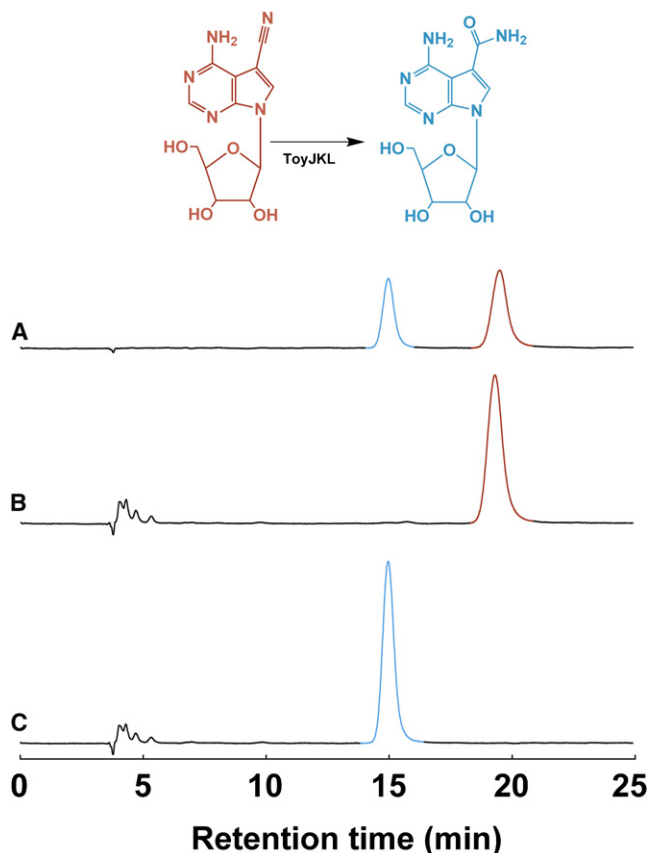 N
O
NH₂
NH₂
NH₂
N
N
N
N
N
N
HO
O
ToyJKL
HO
O
HO
OH
HO
OH
A
B
C
0 5 10 15 20 25
Retention time (min)